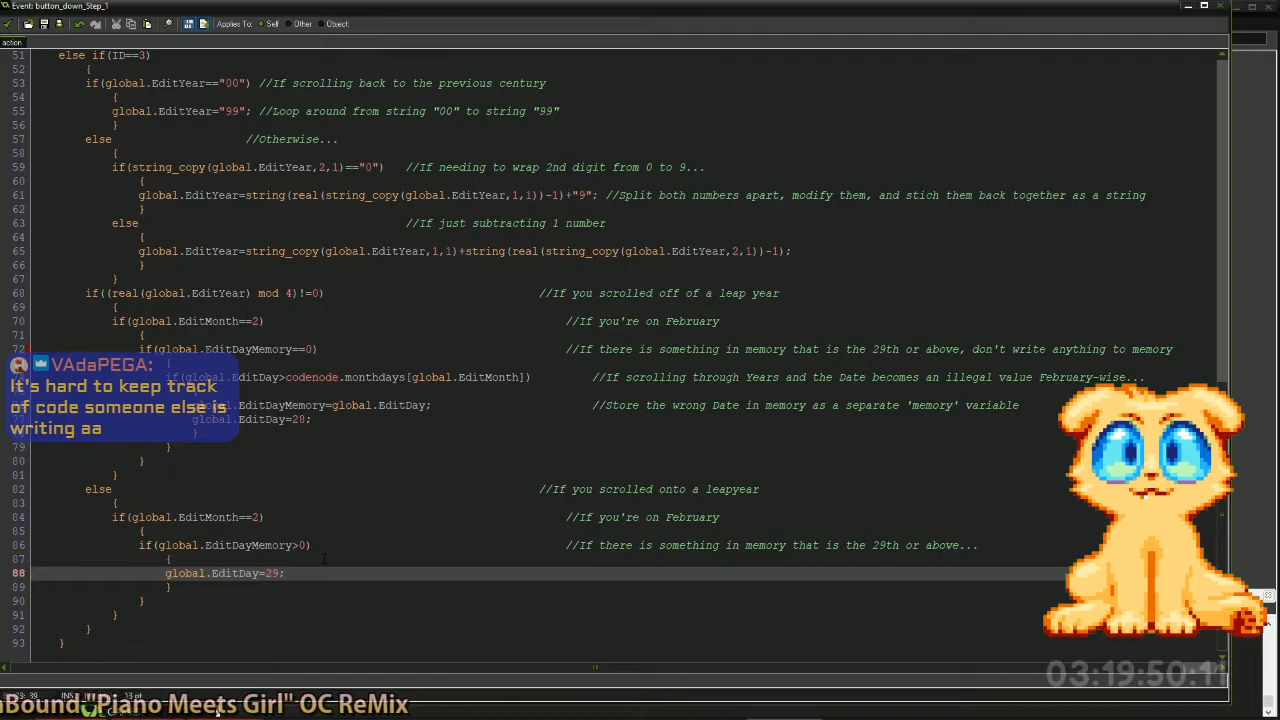 Event: button_down_Step_1
Applies To: Self Other Object:
action
51 else if(ID==3)
52 {
53 if(global.EditYear=="00") //If scrolling back to the previous century
54 {
55 global.EditYear="99"; //Loop around from string "00" to string "99"
56 }
57 else //Otherwise...
58 {
59 if(string_copy(global.EditYear,2,1)=="0") //If needing to wrap 2nd digit from 0 to 9...
60 {
61 global.EditYear=string(real(string_copy(global.EditYear,1,1))-1)+"9"; //Split both numbers apart, modify them, and stich them back together as a string
62 }
63 else //If just subtracting 1 number
64 {
65 global.EditYear=string_copy(global.EditYear,1,1)+string(real(string_copy(global.EditYear,2,1))-1);
66 }
67 }
68 if((real(global.EditYear) mod 4)!=0) //If you scrolled off of a leap year
69 {
70 if(global.EditMonth==2) //If you're on February
71 {
72 if(global.EditDayMemory==0) //If there is something in memory that is the 29th or above, don't write anything to memory
{
if(global.EditDay>codenode.monthdays[global.EditMonth]) //If scrolling through Years and the Date becomes an illegal value February-wise...
global.EditDayMemory=global.EditDay; //Store the wrong Date in memory as a separate 'memory' variable
global.EditDay=28;
}
79 }
80 }
81 }
82 else //If you scrolled onto a leapyear
83 {
84 if(global.EditMonth==2) //If you're on February
85 {
86 if(global.EditDayMemory>0) //If there is something in memory that is the 29th or above...
87 {
88 global.EditDay=29;
89 }
90 }
91 }
92 }
93 }
VAdaPEGA:
It's hard to keep track
of code someone else is
writing aa
03:19:50:11
Bound "Piano Meets Girl" OC ReMix